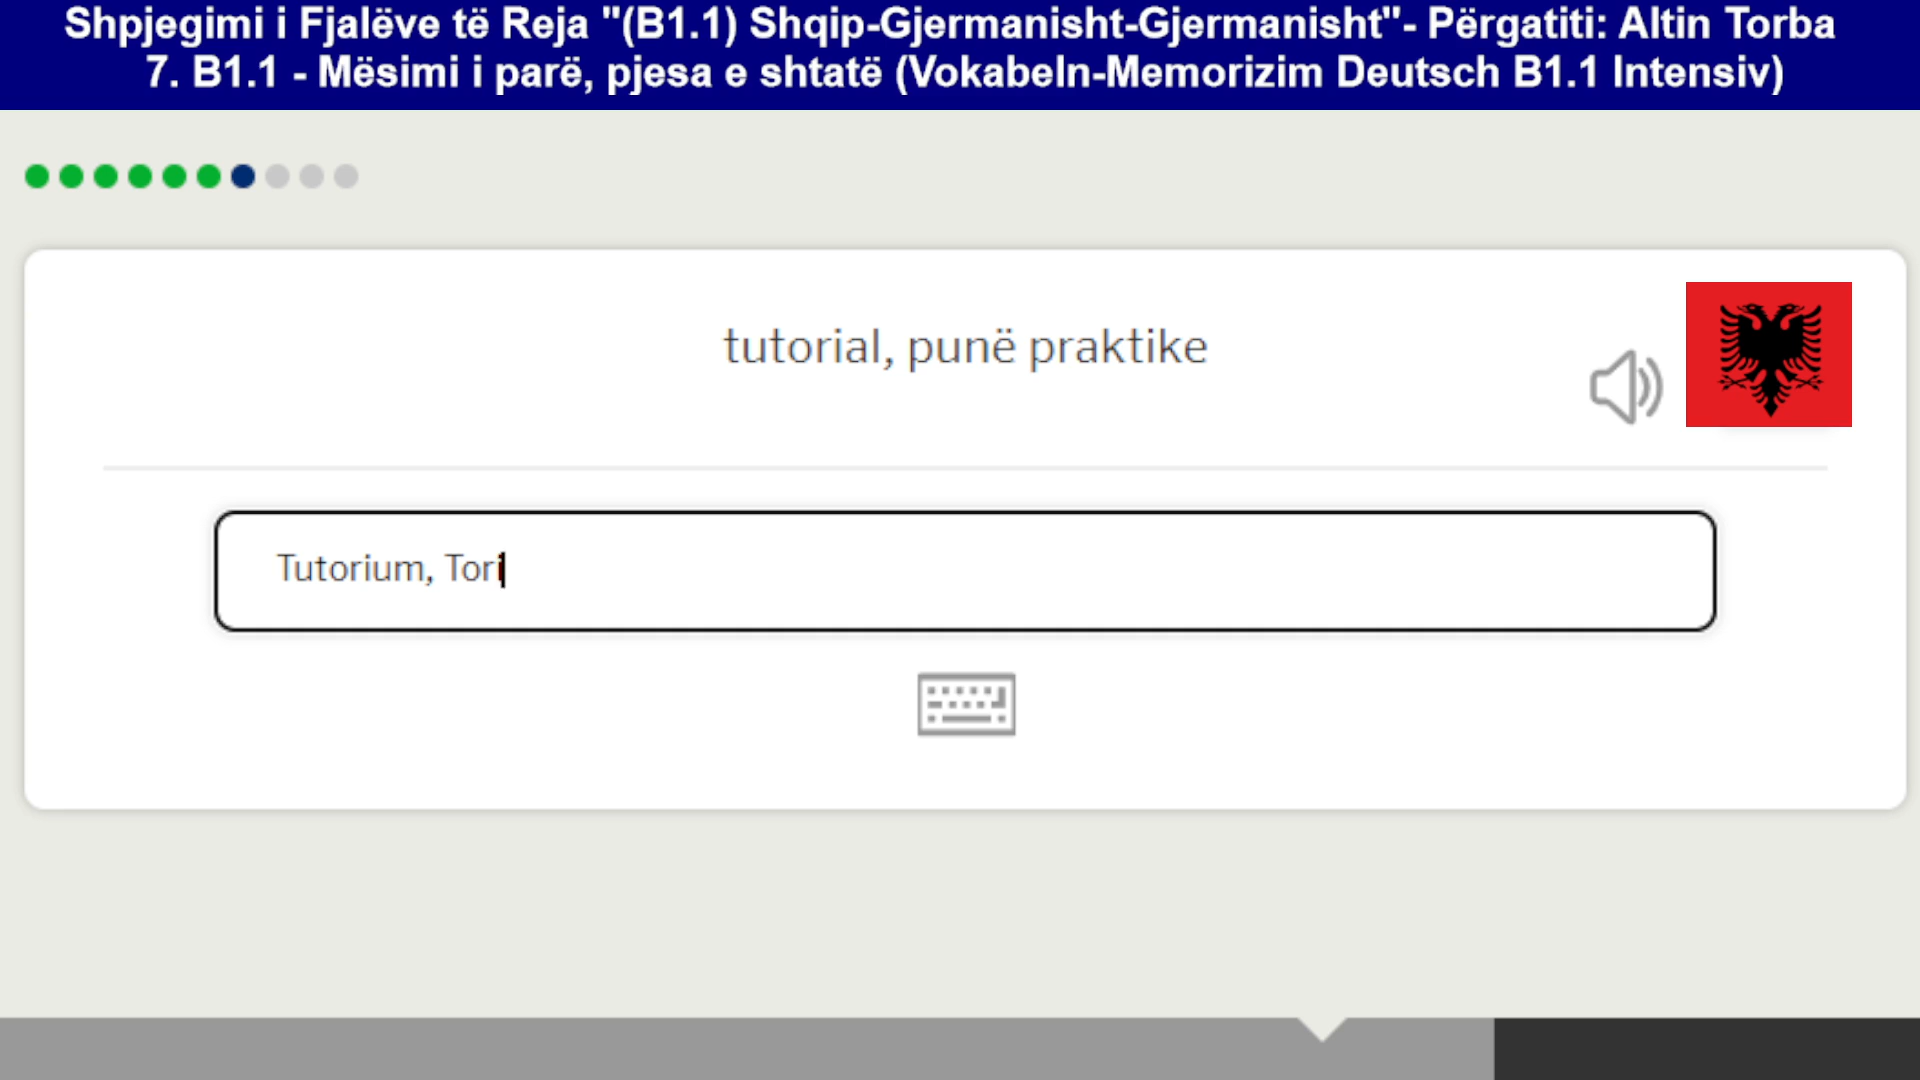 Shpjegimi i Fjalëve të Reja "(B1.1) Shqip-Gjermanisht-Gjermanisht"- Përgatiti: Altin Torba
7. B1.1 - Mësimi i parë, pjesa e shtatë (Vokabeln-Memorizim Deutsch B1.1 Intensiv)
tutorial, punë praktike
Tutorium, Tori